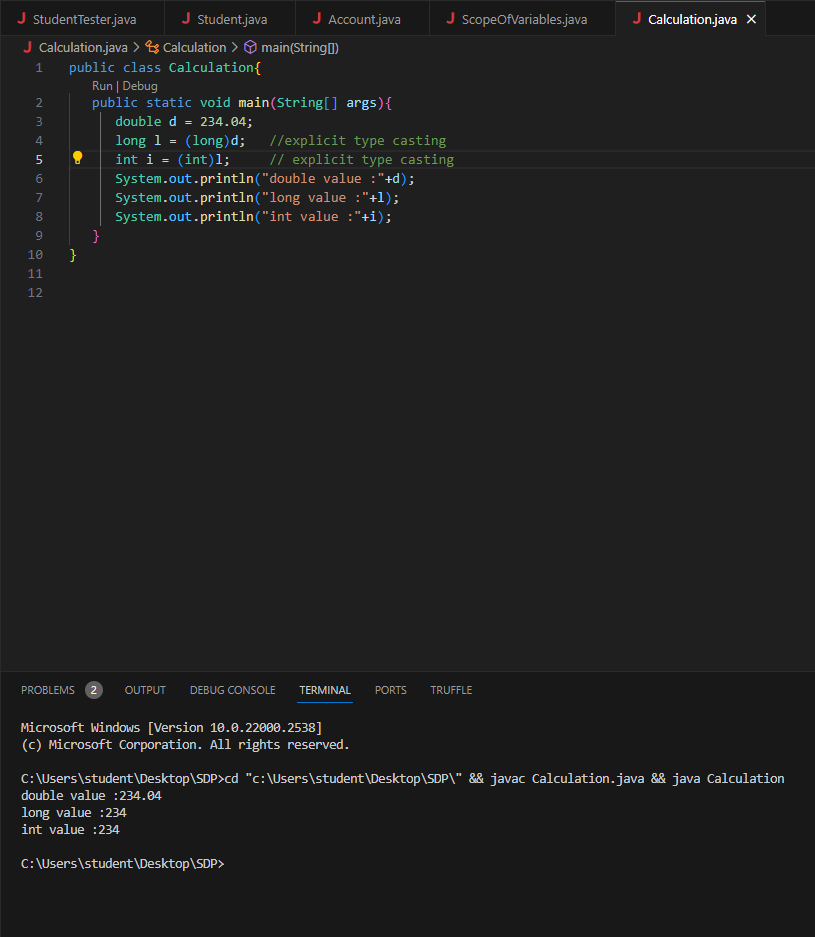 StudentTester.java Student.java Account.java ScopeOfVariables.java Calculation.java
Calculation.java > Calculation > main(String[])
1 public class Calculation{
Run | Debug
2 public static void main(String[] args){
3 double d = 234.04;
4 long l = (long)d; //explicit type casting
5 int i = (int)l; // explicit type casting
6 System.out.println("double value :"+d);
7 System.out.println("long value :"+l);
8 System.out.println("int value :"+i);
9 }
10 }
11
12
PROBLEMS 2 OUTPUT DEBUG CONSOLE TERMINAL PORTS TRUFFLE
Microsoft Windows [Version 10.0.22000.2538]
(c) Microsoft Corporation. All rights reserved.
C:\Users\student\Desktop\SDP>cd "c:\Users\student\Desktop\SDP\" && javac Calculation.java && java Calculation
double value :234.04
long value :234
int value :234
C:\Users\student\Desktop\SDP>